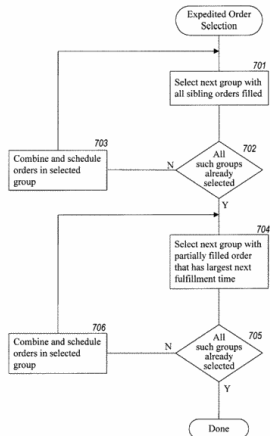 Expedited Order
Selection
701
Select next group with
all sibling orders filled
703
Combine and schedule
orders in selected
group
N
702
All
such groups
already
selected
Y
704
Select next group with
partially filled order
that has largest next
fulfillment time
706
Combine and schedule
orders in selected
group
N
705
All
such groups
already
selected
Y
Done